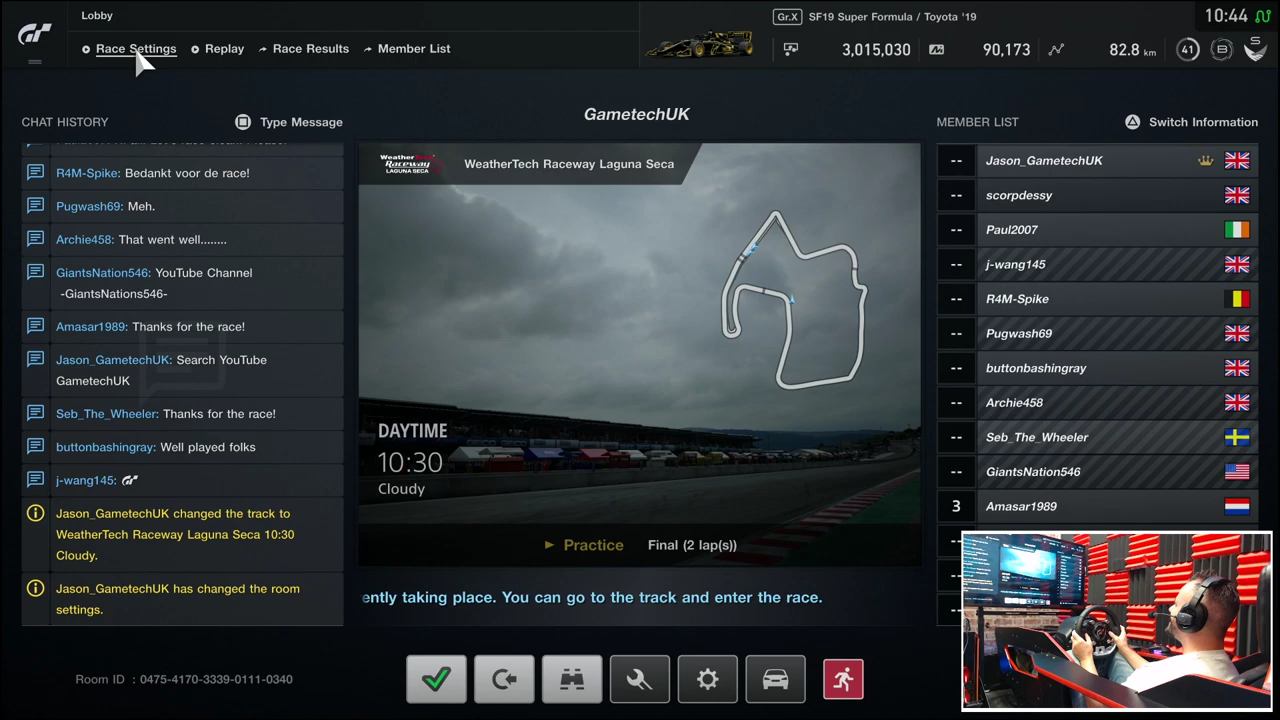 Lobby
Race Settings
Replay
Race Results
Member List
Gr.X
SF19 Super Formula / Toyota '19
3,015,030
90,173
82.8 km
41
B
S
10:44
CHAT HISTORY
Type Message
R4M-Spike: Bedankt voor de race!
Pugwash69: Meh.
Archie458: That went well........
GiantsNation546: YouTube Channel
-GiantsNations546-
Amasar1989: Thanks for the race!
Jason_GametechUK: Search YouTube
GametechUK
Seb_The_Wheeler: Thanks for the race!
buttonbashingray: Well played folks
j-wang145:
Jason_GametechUK changed the track to
WeatherTech Raceway Laguna Seca 10:30
Cloudy.
Jason_GametechUK has changed the room
settings.
GametechUK
WeatherTech
Raceway
LAGUNA SECA
WeatherTech Raceway Laguna Seca
DAYTIME
10:30
Cloudy
Practice
Final (2 lap(s))
ently taking place. You can go to the track and enter the race.
MEMBER LIST
Switch Information
-- Jason_GametechUK
-- scorpdessy
-- Paul2007
-- j-wang145
-- R4M-Spike
-- Pugwash69
-- buttonbashingray
-- Archie458
-- Seb_The_Wheeler
-- GiantsNation546
3 Amasar1989
Room ID : 0475-4170-3339-0111-0340